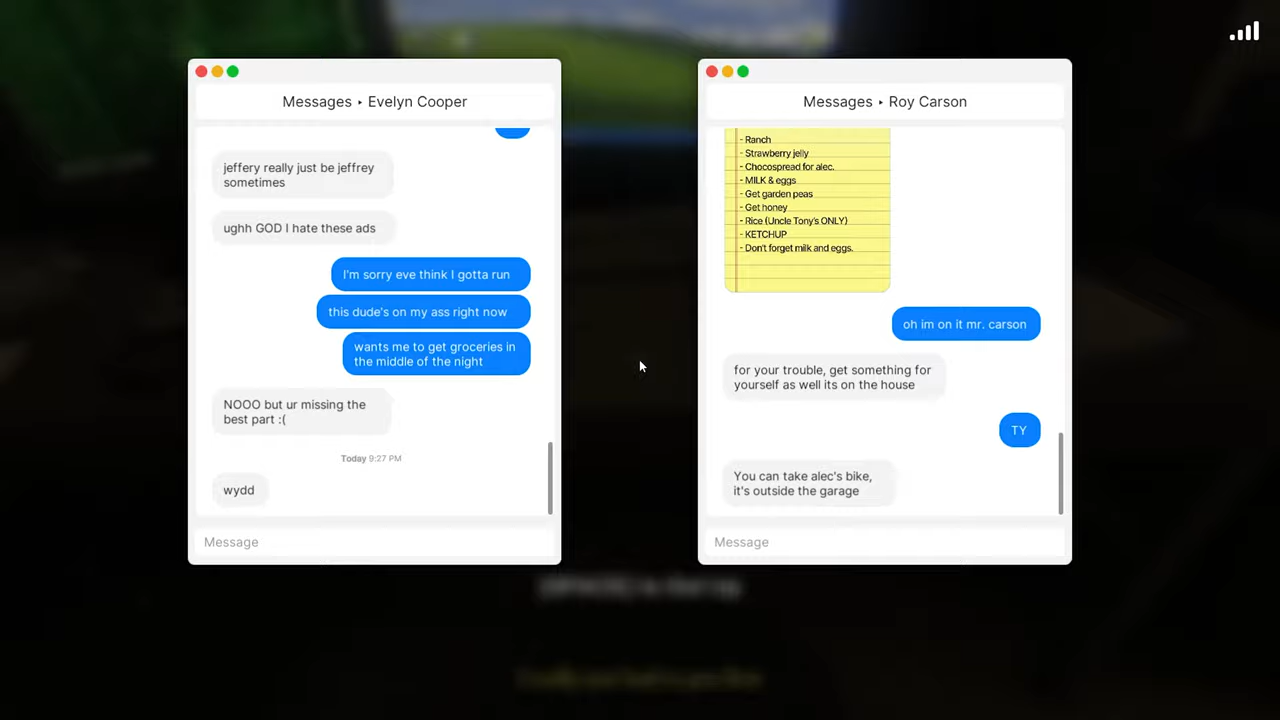 Messages ▸ Evelyn Cooper
jeffery really just be jeffrey
sometimes
ughh GOD I hate these ads
I'm sorry eve think I gotta run
this dude's on my ass right now
wants me to get groceries in
the middle of the night
NOOO but ur missing the
best part :(
Today 9:27 PM
wydd
Message
Messages ▸ Roy Carson
- Ranch
- Strawberry jelly
- Chocospread for alec.
- MILK & eggs
- Get garden peas
- Get honey
- Rice (Uncle Tony's ONLY)
- KETCHUP
- Don't forget milk and eggs.
oh im on it mr. carson
for your trouble, get something for
yourself as well its on the house
TY
You can take alec's bike,
it's outside the garage
Message